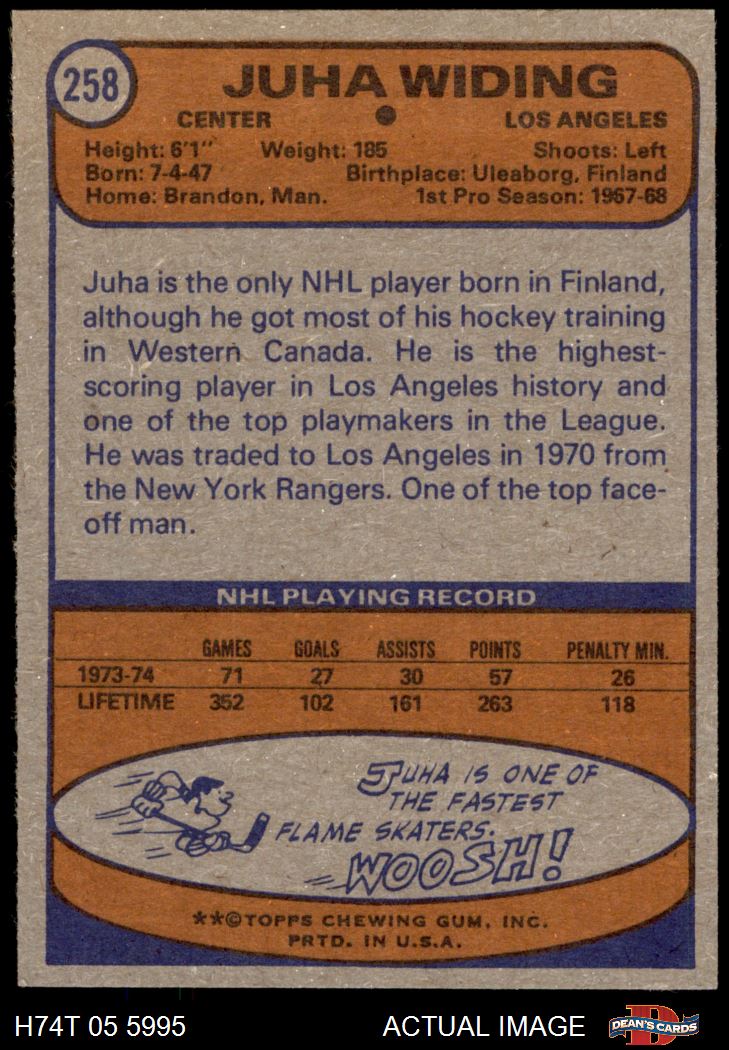 258
JUHA WIDING
CENTER
LOS ANGELES
Height: 6'1" Weight: 185 Shoots: Left
Born: 7-4-47 Birthplace: Uleaborg, Finland
Home: Brandon, Man. 1st Pro Season: 1967-68
Juha is the only NHL player born in Finland,
although he got most of his hockey training
in Western Canada. He is the highest-
scoring player in Los Angeles history and
one of the top playmakers in the League.
He was traded to Los Angeles in 1970 from
the New York Rangers. One of the top face-
off man.
NHL PLAYING RECORD
GAMES GOALS ASSISTS POINTS PENALTY MIN.
1973-74 71 27 30 57 26
LIFETIME 352 102 161 263 118
JUHA IS ONE OF
THE FASTEST
FLAME SKATERS.
WOOSH!
**©TOPPS CHEWING GUM, INC.
PRTD. IN U.S.A.
H74T 05 5995 ACTUAL IMAGE
D
DEAN'S CARDS